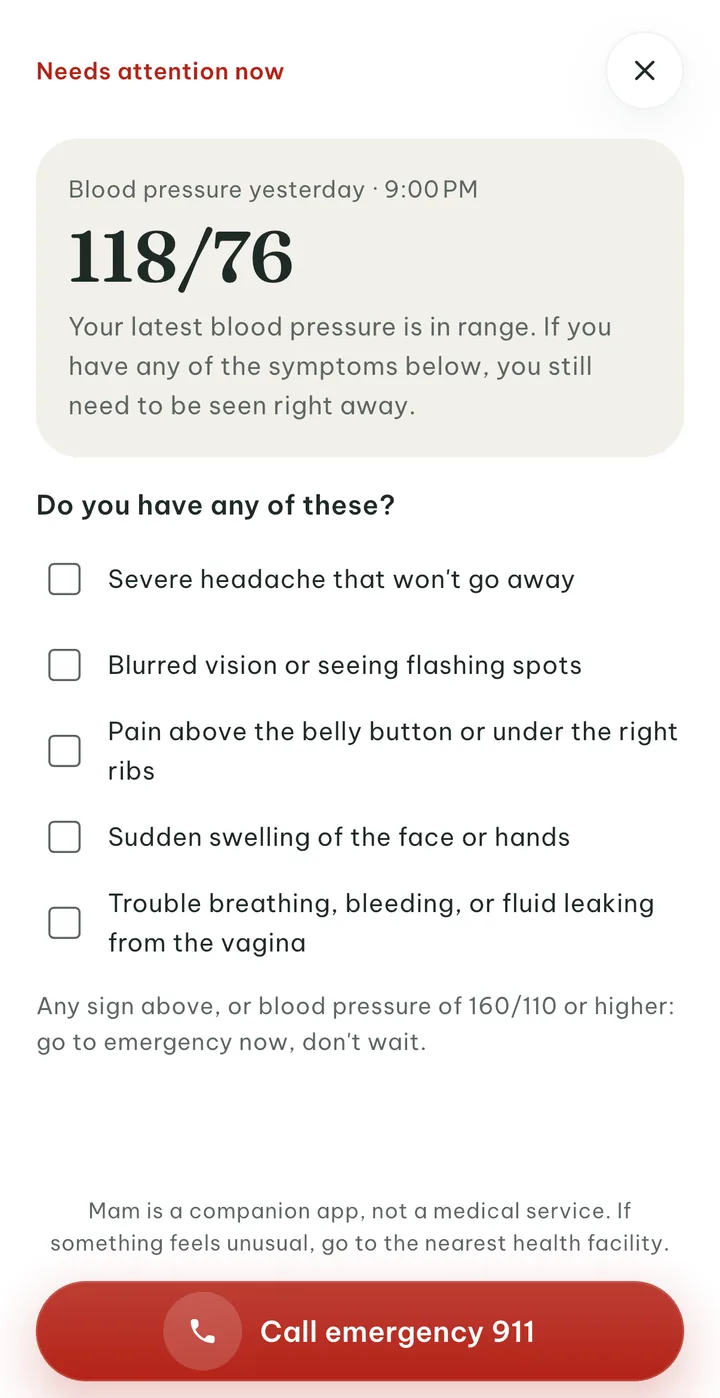 Needs attention now
Blood pressure yesterday · 9:00 PM
118/76
Your latest blood pressure is in range. If you
have any of the symptoms below, you still
need to be seen right away.
Do you have any of these?
Severe headache that won't go away
Blurred vision or seeing flashing spots
Pain above the belly button or under the right
ribs
Sudden swelling of the face or hands
Trouble breathing, bleeding, or fluid leaking
from the vagina
Any sign above, or blood pressure of 160/110 or higher:
go to emergency now, don't wait.
Mam is a companion app, not a medical service. If
something feels unusual, go to the nearest health facility.
Call emergency 911